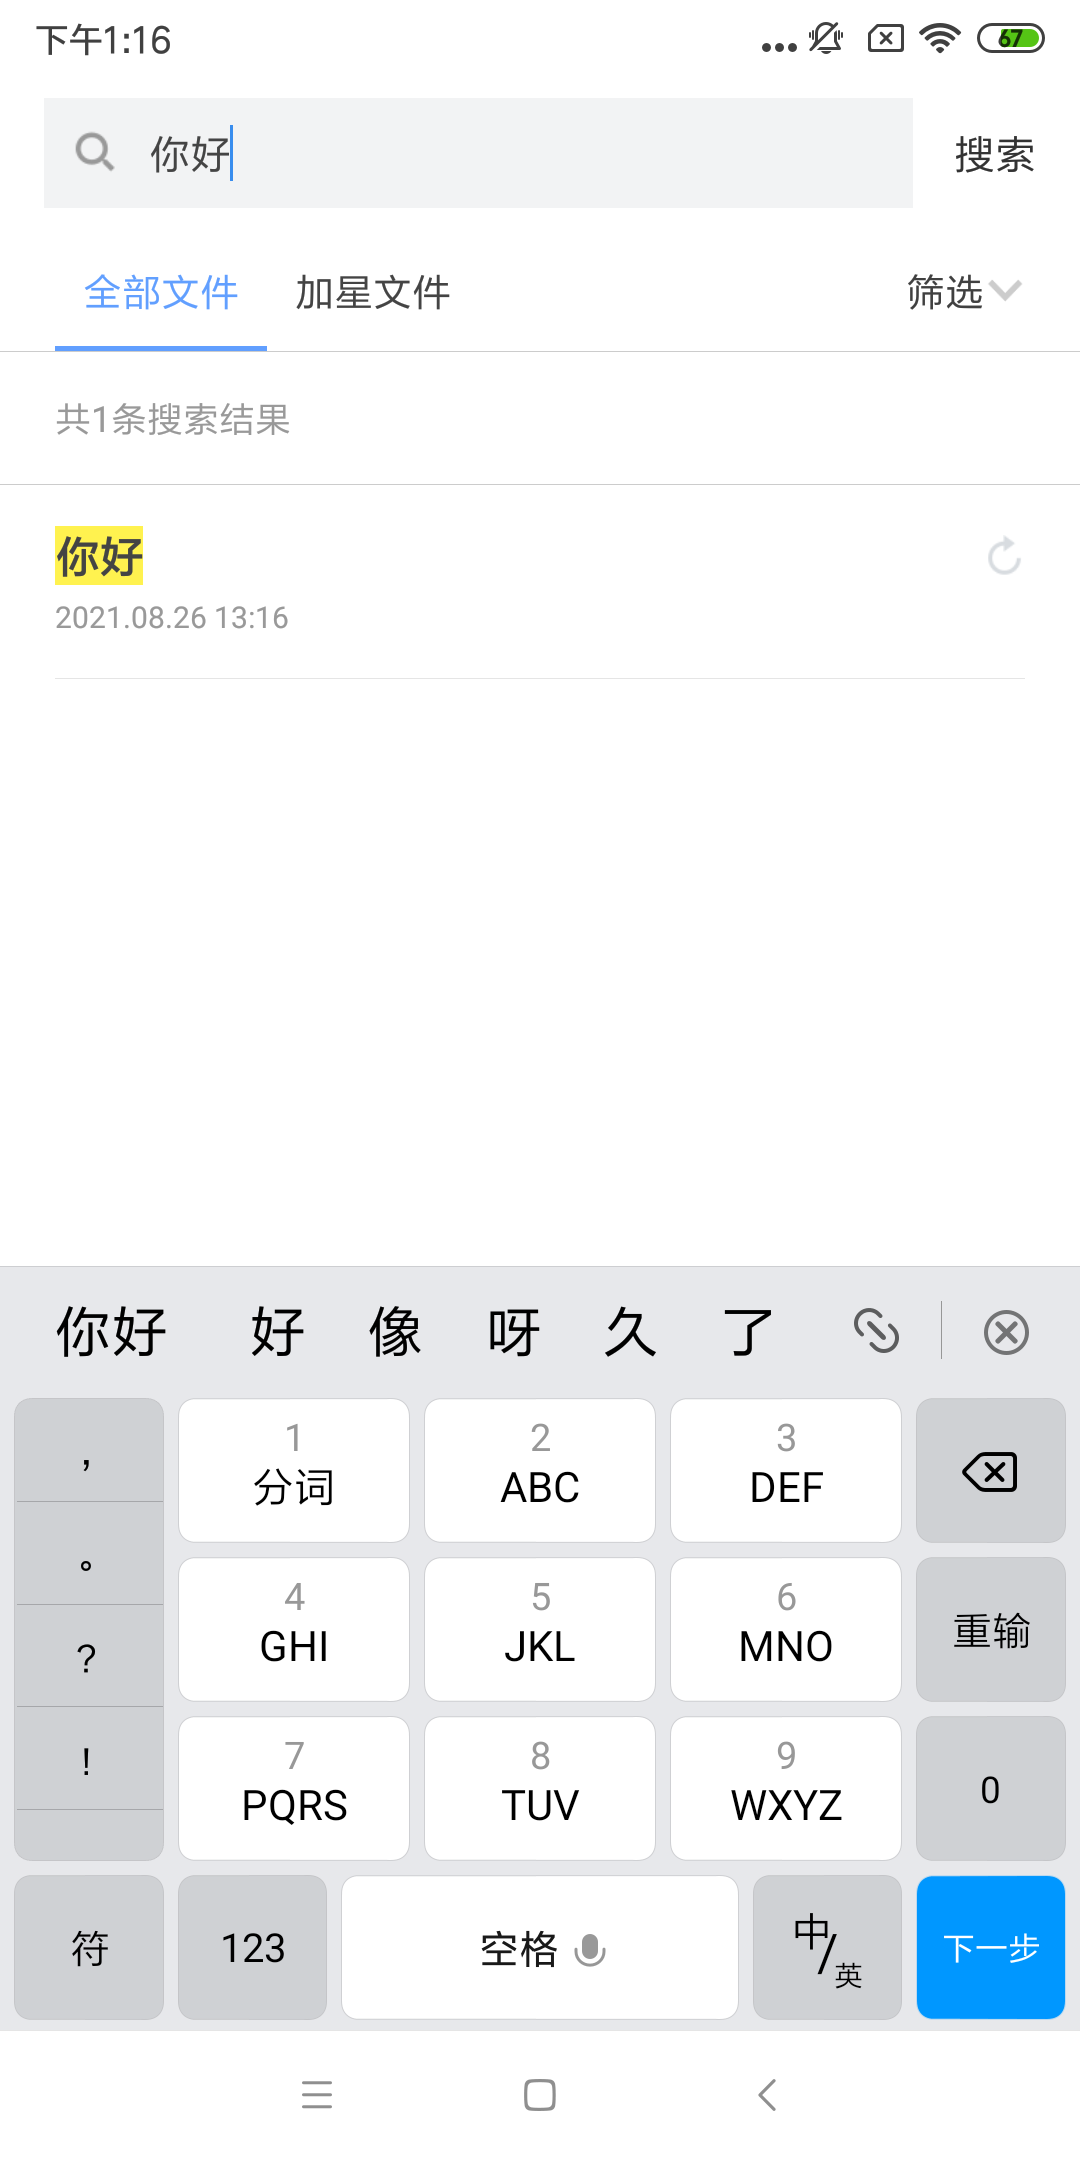 下午1:16
67
你好
搜索
全部文件 加星文件 筛选
共1条搜索结果
你好
2021.08.26 13:16
你好 好 像 呀 久 了
，
。
?
!
1
分词
2
ABC
3
DEF
4
GHI
5
JKL
6
MNO
重输
7
PQRS
8
TUV
9
WXYZ
0
符
123
空格
中/英
下一步